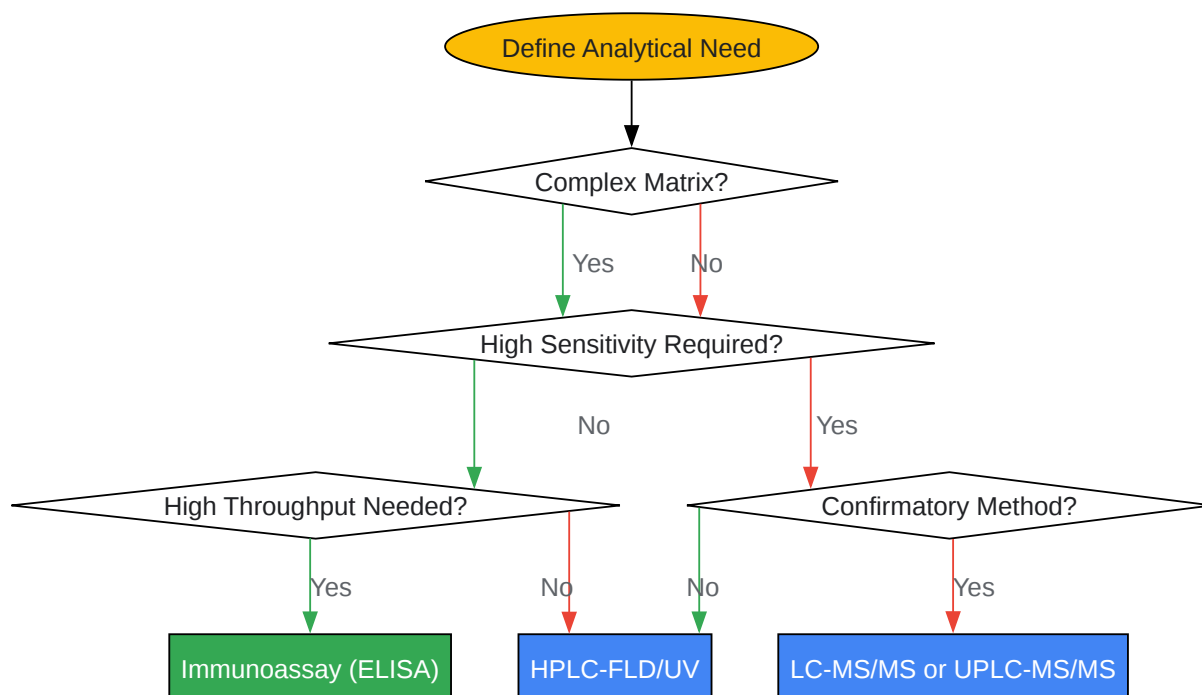 Define Analytical Need
Complex Matrix?
Yes
No
High Sensitivity Required?
No
Yes
High Throughput Needed?
Confirmatory Method?
Yes
No
No
Yes
Immunoassay (ELISA)
HPLC-FLD/UV
LC-MS/MS or UPLC-MS/MS